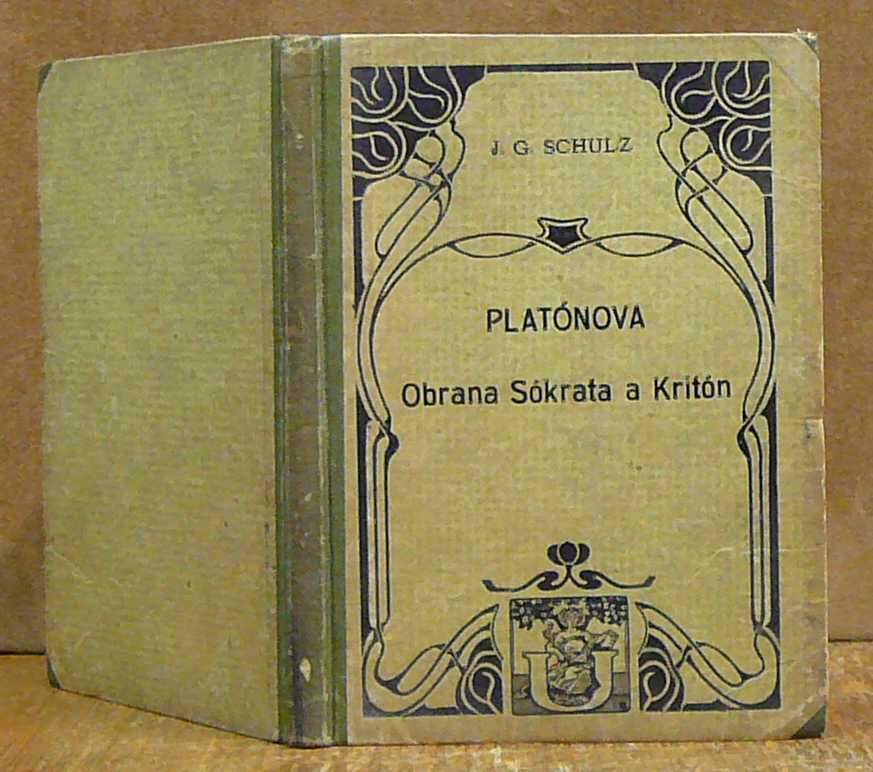 J. G. SCHULZ
PLATÓNOVA
Obrana Sókrata a Kritón
U